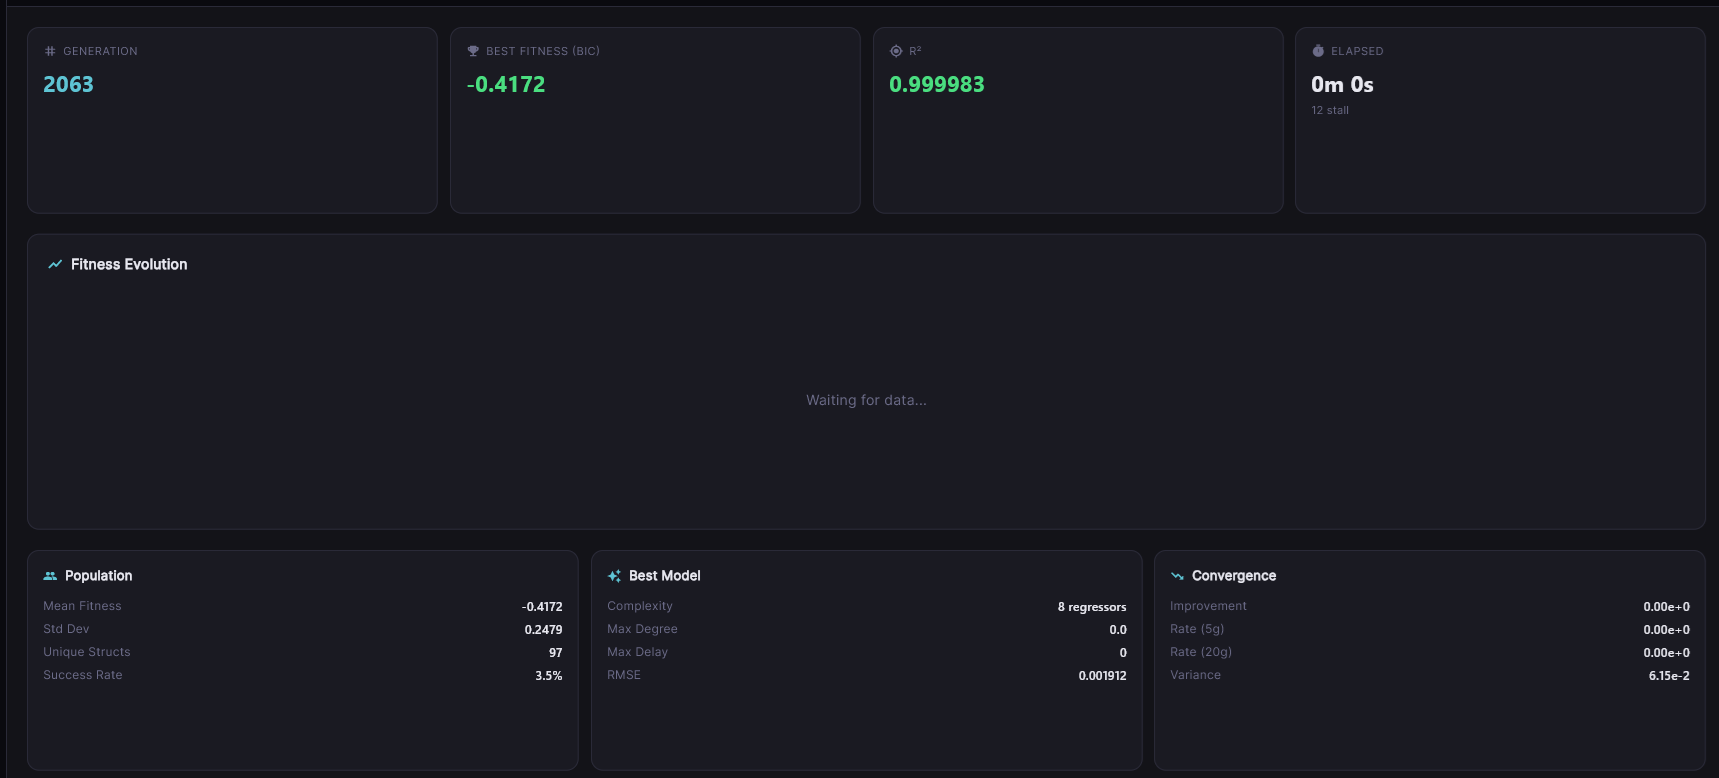 GENERATION
2063
BEST FITNESS (BIC)
-0.4172
R²
0.999983
ELAPSED
0m 0s
12 stall
Fitness Evolution
Waiting for data...
Population
Mean Fitness -0.4172
Std Dev 0.2479
Unique Structs 97
Success Rate 3.5%
Best Model
Complexity 8 regressors
Max Degree 0.0
Max Delay 0
RMSE 0.001912
Convergence
Improvement 0.00e+0
Rate (5g) 0.00e+0
Rate (20g) 0.00e+0
Variance 6.15e-2